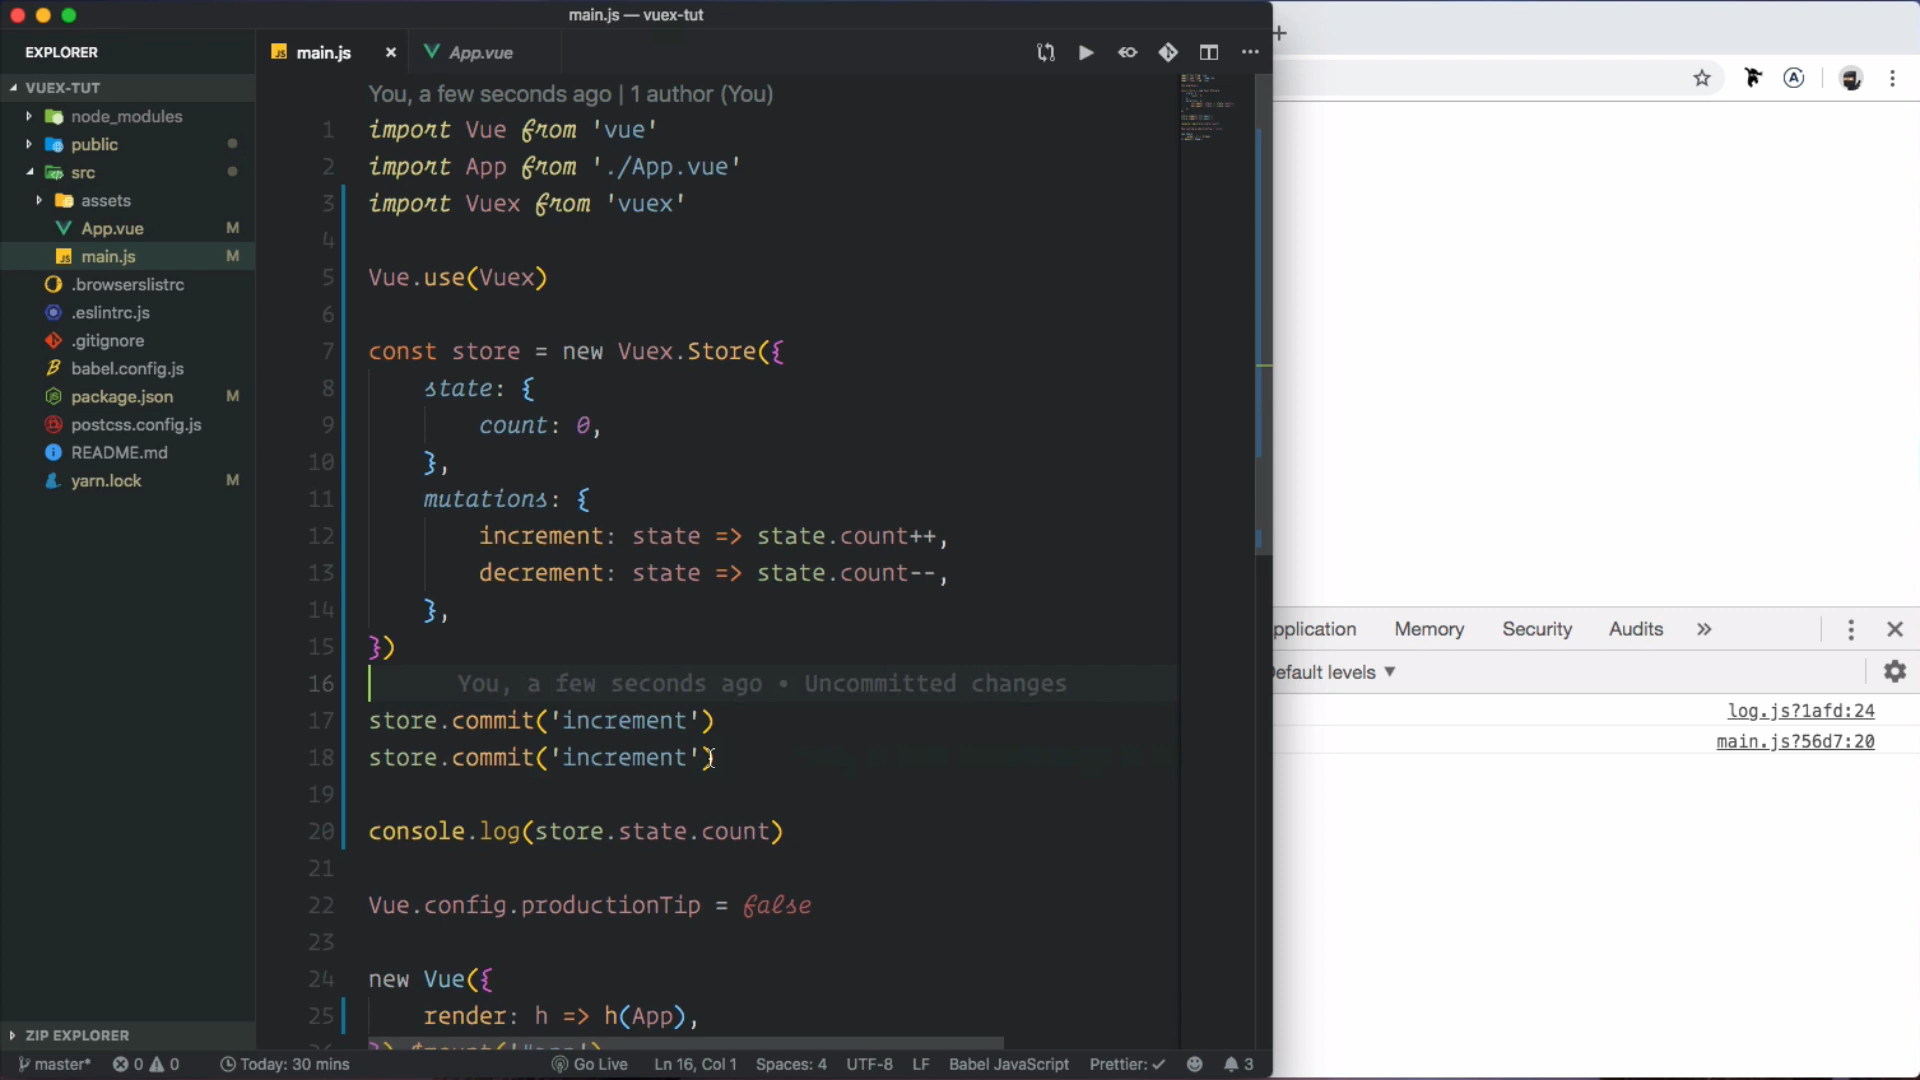 main.js — vuex-tut
EXPLORER
VUEX-TUT
node_modules
public
src
assets
App.vue M
main.js M
.browserslistrc
.eslintrc.js
.gitignore
babel.config.js
package.json M
postcss.config.js
README.md
yarn.lock M
ZIP EXPLORER
main.js
App.vue
You, a few seconds ago | 1 author (You)
1 import Vue from 'vue'
2 import App from './App.vue'
3 import Vuex from 'vuex'
4
5 Vue.use(Vuex)
6
7 const store = new Vuex.Store({
8 state: {
9 count: 0,
10 },
11 mutations: {
12 increment: state => state.count++,
13 decrement: state => state.count--,
14 },
15 })
16 You, a few seconds ago • Uncommitted changes
17 store.commit('increment')
18 store.commit('increment')
19
20 console.log(store.state.count)
21
22 Vue.config.productionTip = false
23
24 new Vue({
25 render: h => h(App),
pplication Memory Security Audits
efault levels
log.js?1afd:24
main.js?56d7:20
master* 0 0 Today: 30 mins Go Live Ln 16, Col 1 Spaces: 4 UTF-8 LF Babel JavaScript Prettier: ✓ 3